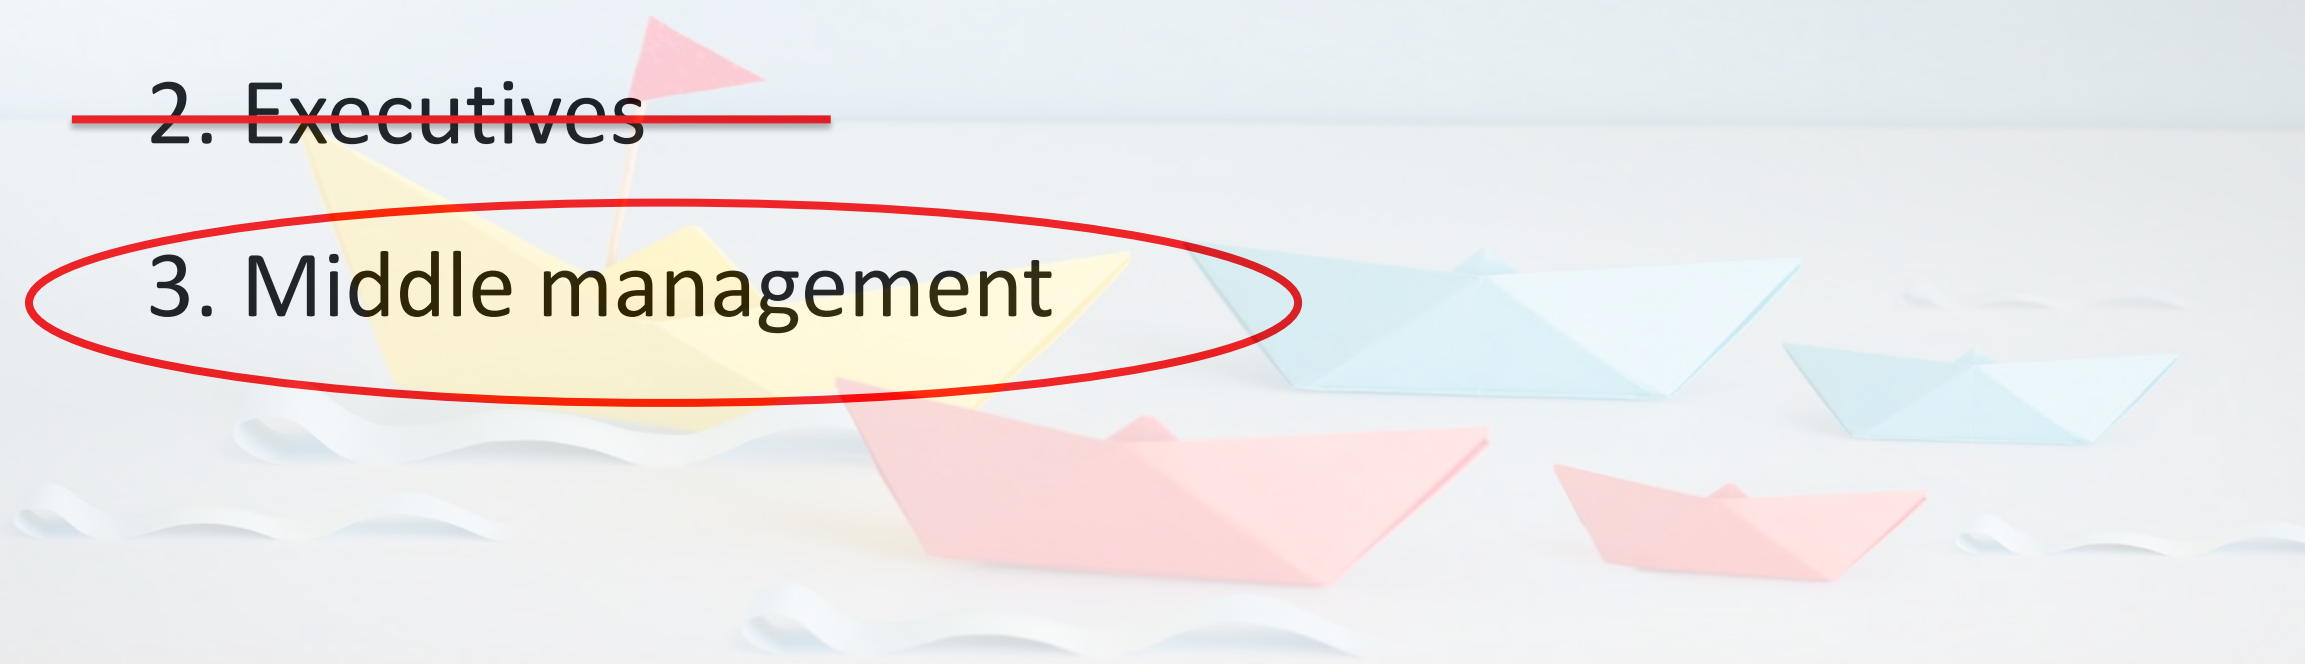 2. Executives
3. Middle management